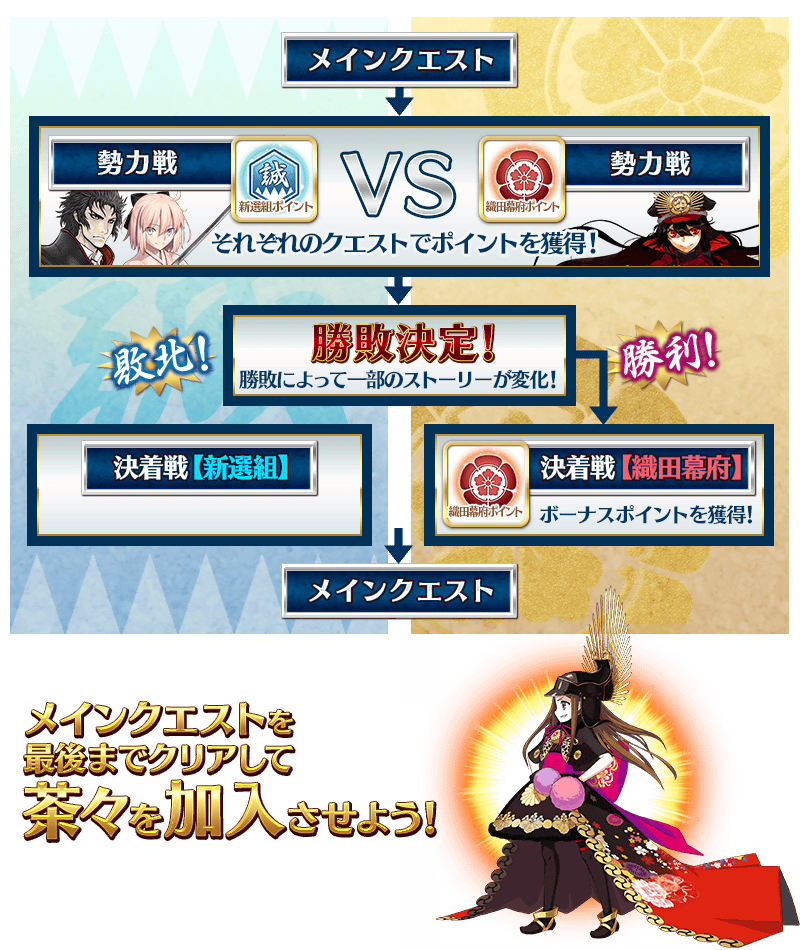 メインクエスト
勢力戦
誠
新選組ポイント
VS
織田幕府ポイント
勢力戦
それぞれのクエストでポイントを獲得!
敗北!
勝敗決定!
勝敗によって一部のストーリーが変化!
勝利!
決着戦【新選組】
織田幕府ポイント
決着戦【織田幕府】
ボーナスポイントを獲得!
メインクエスト
メインクエストを
最後までクリアして
茶々を加入させよう!